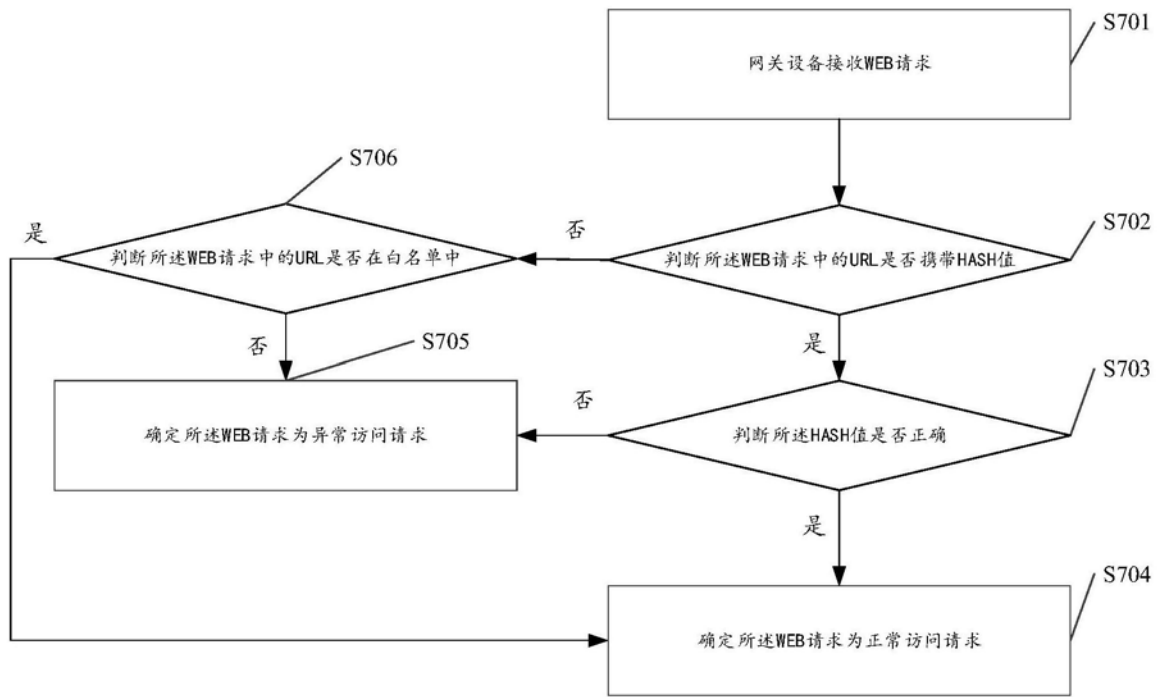 S701
网关设备接收WEB请求
S706
S702
是
否
判断所述WEB请求中的URL是否在白名单中
判断所述WEB请求中的URL是否携带HASH值
否
S705
是
S703
否
确定所述WEB请求为异常访问请求
判断所述HASH值是否正确
是
S704
确定所述WEB请求为正常访问请求